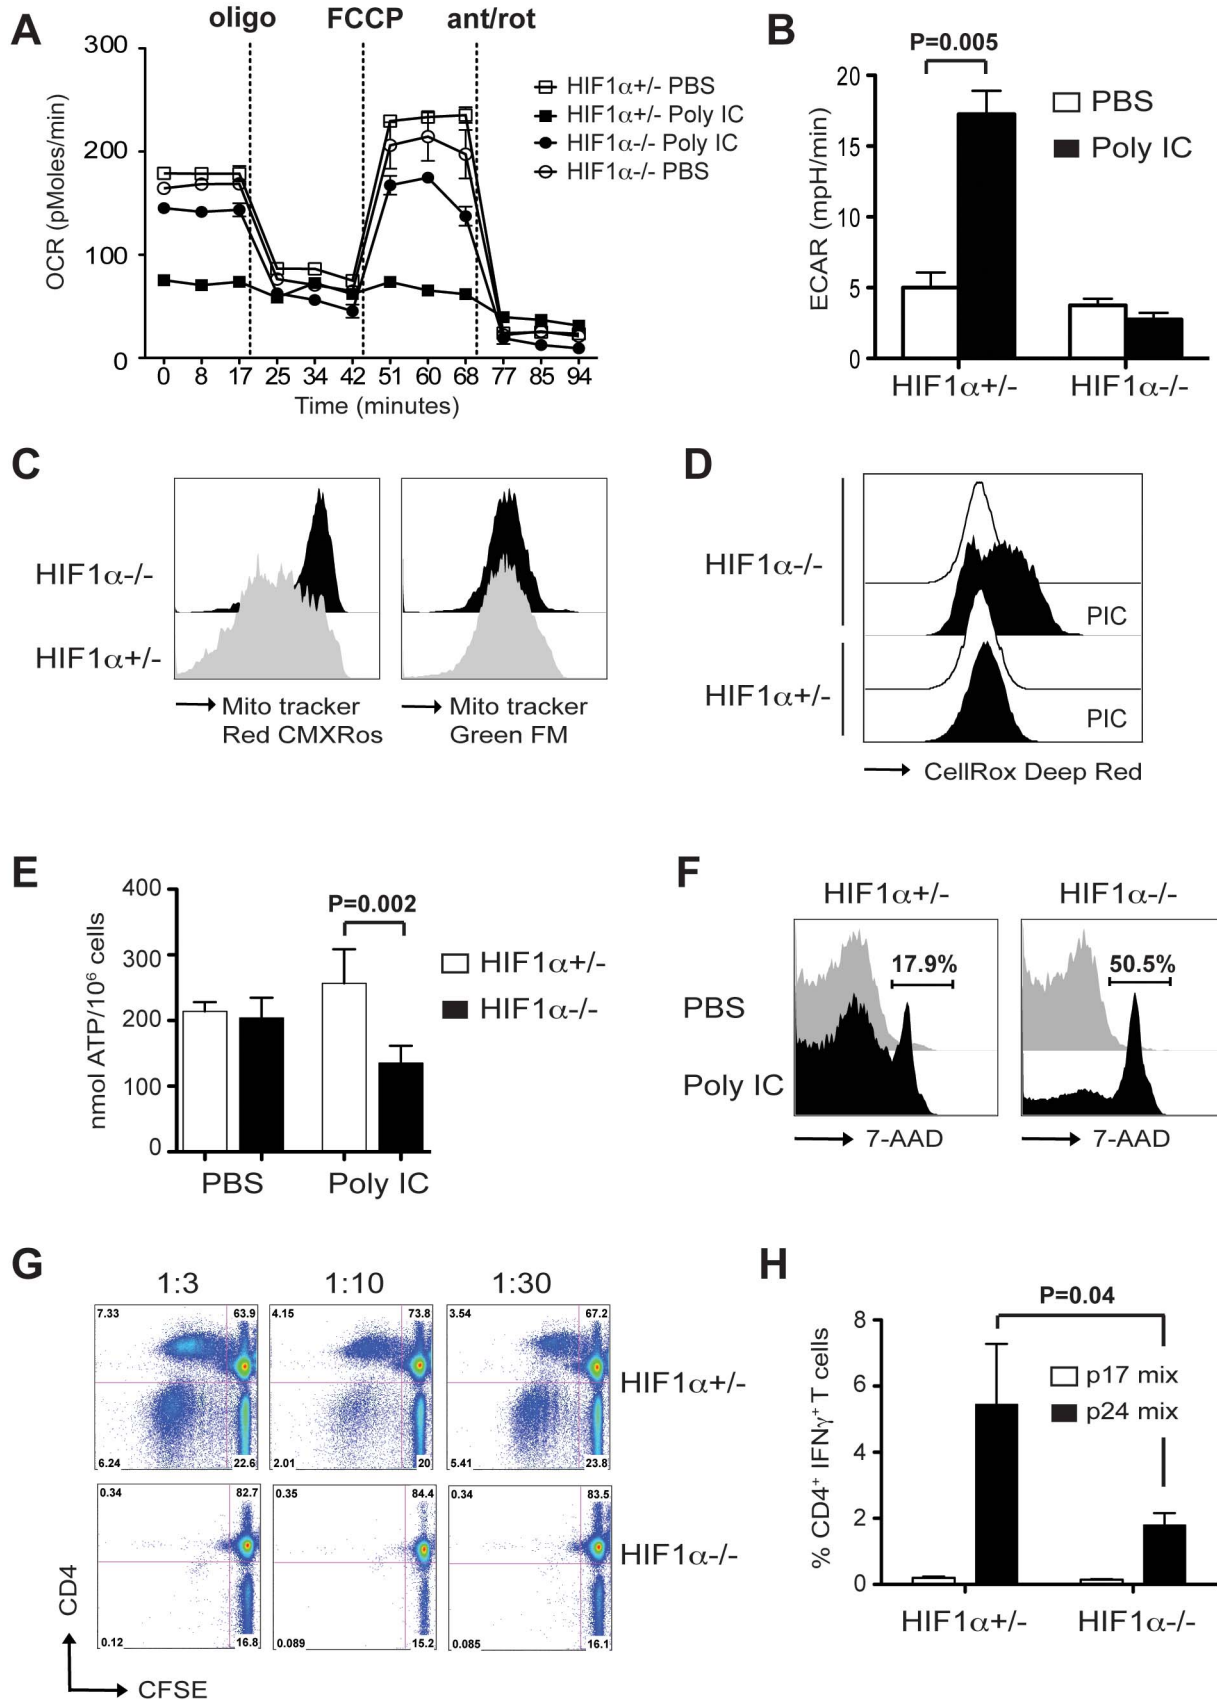 A
oligo FCCP ant/rot
300
200
100
0
OCR (pMoles/min)
0 8 17 25 34 42 51 60 68 77 85 94
Time (minutes)
HIF1α+/- PBS
HIF1α+/- Poly IC
HIF1α-/- Poly IC
HIF1α-/- PBS
B
P=0.005
20
15
10
5
0
ECAR (mpH/min)
PBS
Poly IC
HIF1α+/- HIF1α-/-
C
HIF1α-/-
HIF1α+/-
Mito tracker
Red CMXRos
Mito tracker
Green FM
D
HIF1α-/-
PIC
HIF1α+/-
PIC
CellRox Deep Red
E
400
300
200
100
0
nmol ATP/10⁶ cells
P=0.002
HIF1α+/-
HIF1α-/-
PBS Poly IC
F
HIF1α+/- HIF1α-/-
17.9% 50.5%
PBS
Poly IC
7-AAD 7-AAD
G
1:3 1:10 1:30
7.33 63.9 4.15 73.8 3.54 67.2
HIF1α+/-
6.24 22.6 2.01 20 5.41 23.8
0.34 82.7 0.35 84.4 0.34 83.5
HIF1α-/-
0.12 16.8 0.089 15.2 0.085 16.1
CD4
CFSE
H
P=0.04
8
6
4
2
0
% CD4⁺ IFNγ⁺ T cells
p17 mix
p24 mix
HIF1α+/- HIF1α-/-